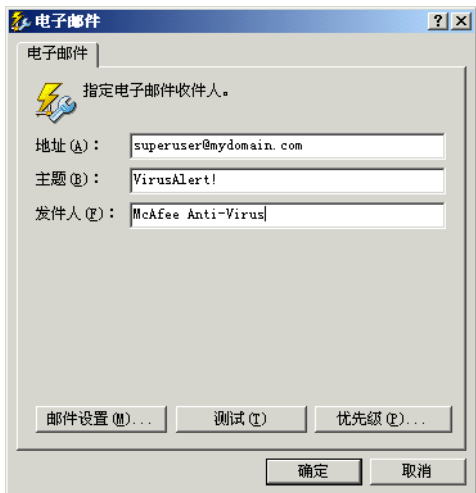 电子邮件
电子邮件
指定电子邮件收件人。
地址(A)： superuser@mydomain.com
主题(B)： VirusAlert!
发件人(F)： McAfee Anti-Virus
邮件设置(M)... 测试(T) 优先级(P)...
确定 取消